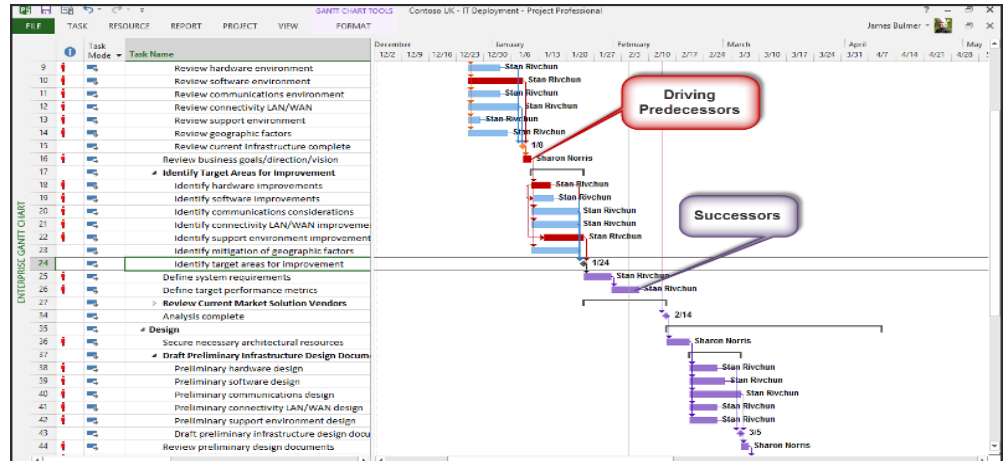 GANTT CHART TOOLS
Contoso UK - IT Deployment - Project Professional
FILE TASK RESOURCE REPORT PROJECT VIEW FORMAT
James Bulmer
Task Mode
Task Name
December January February March April May
12/2 12/9 12/16 12/23 12/30 1/6 1/13 1/20 1/27 2/3 2/10 2/17 2/24 3/3 3/10 3/17 3/24 3/31 4/7 4/14 4/21 4/28
9 Review hardware environment Stan Rivchun
10 Review software environment Stan Rivchun
11 Review communications environment Stan Rivchun
12 Review connectivity LAN/WAN Stan Rivchun
13 Review support environment Stan Rivchun
14 Review geographic factors Stan Rivchun
15 Review current infrastructure complete 1/8
16 Review business goals/direction/vision Sharon Norris
17 Identify Target Areas for Improvement
18 Identify hardware improvements Stan Rivchun
19 Identify software improvements Stan Rivchun
20 Identify communications considerations Stan Rivchun
21 Identify connectivity LAN/WAN improveme Stan Rivchun
22 Identify support environment improvement Stan Rivchun
23 Identify mitigation of geographic factors
24 Identify target areas for improvement 1/24
25 Define system requirements Stan Rivchun
26 Define target performance metrics Stan Rivchun
27 Review Current Market Solution Vendors
34 Analysis complete 2/14
35 Design
36 Secure necessary architectural resources Sharon Norris
37 Draft Preliminary Infrastructure Design Docum
38 Preliminary hardware design Stan Rivchun
39 Preliminary software design Stan Rivchun
40 Preliminary communications design Stan Rivchun
41 Preliminary connectivity LAN/WAN design Stan Rivchun
42 Preliminary support environment design Stan Rivchun
43 Draft preliminary infrastructure design docu 3/5
44 Review preliminary design documents Sharon Norris
Driving
Predecessors
Successors
ENTERPRISE GANTT CHART